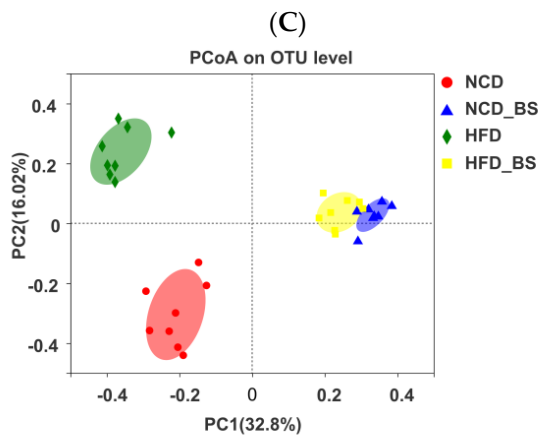 (C)
PCoA on OTU level
NCD
NCD_BS
HFD
HFD_BS
PC2(16.02%)
0.4
0.2
0
-0.2
-0.4
-0.4
-0.2
0
0.2
0.4
PC1(32.8%)